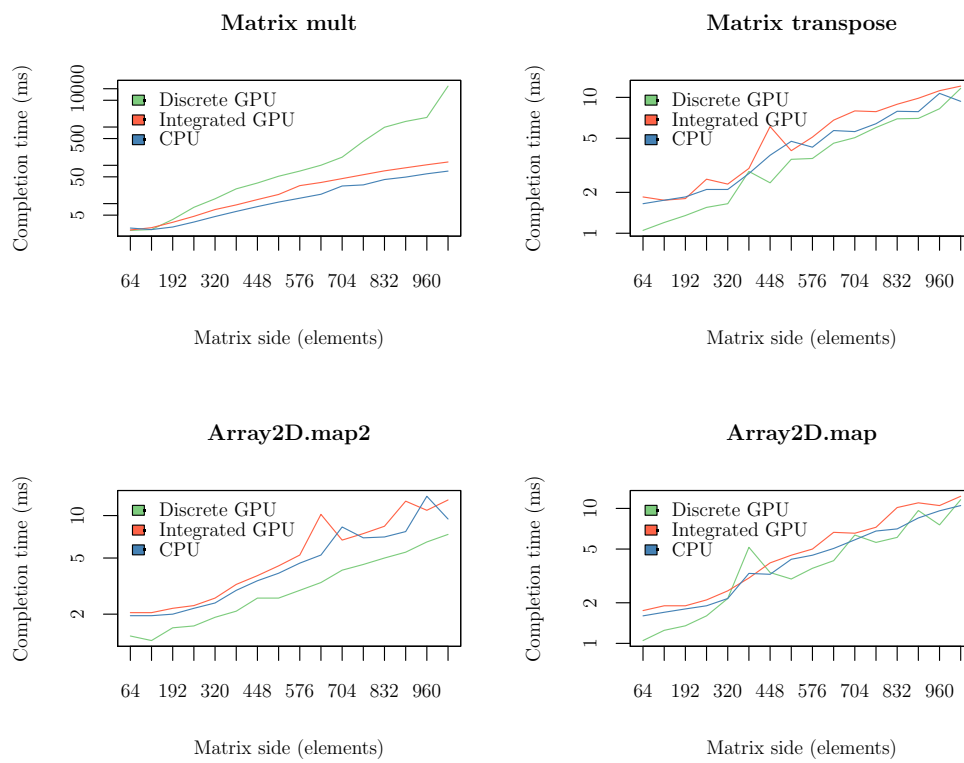 Matrix mult
Completion time (ms)
10000
500
50
5
Discrete GPU
Integrated GPU
CPU
64 192 320 448 576 704 832 960
Matrix side (elements)
Matrix transpose
Completion time (ms)
10
5
2
1
Discrete GPU
Integrated GPU
CPU
64 192 320 448 576 704 832 960
Matrix side (elements)
Array2D.map2
Completion time (ms)
10
5
2
Discrete GPU
Integrated GPU
CPU
64 192 320 448 576 704 832 960
Matrix side (elements)
Array2D.map
Completion time (ms)
10
5
2
1
Discrete GPU
Integrated GPU
CPU
64 192 320 448 576 704 832 960
Matrix side (elements)